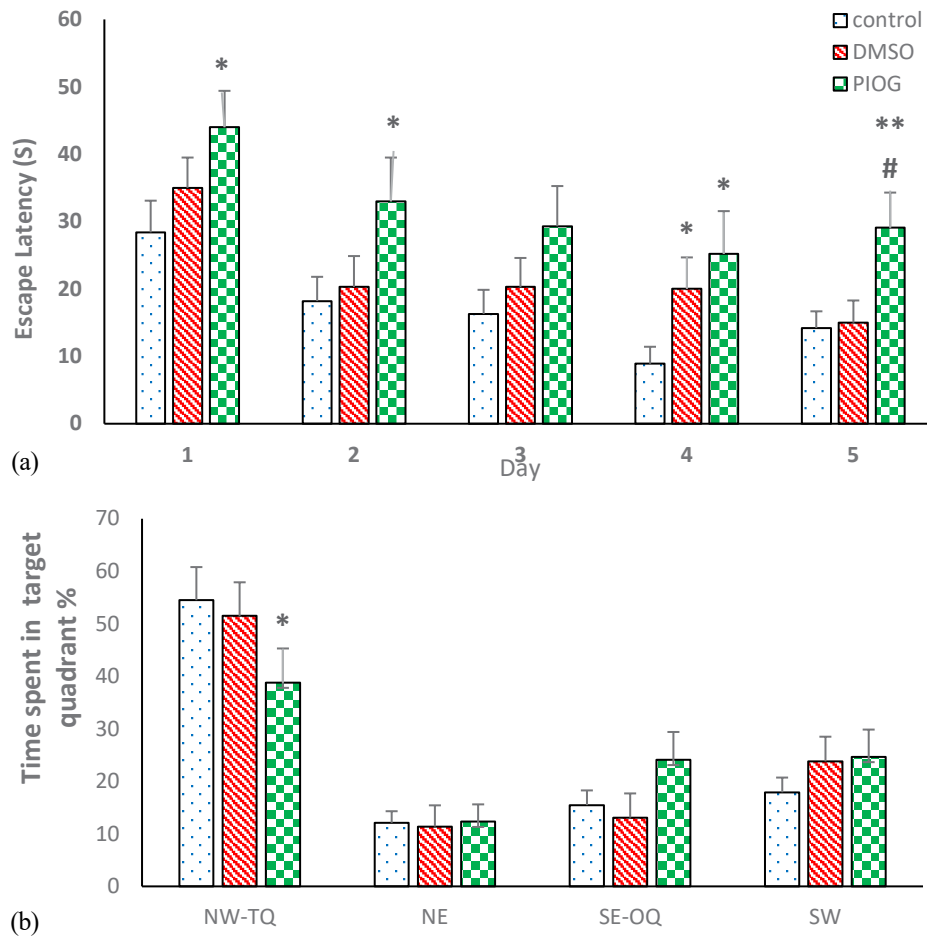 60
50
40
30
20
10
0
Escape Latency (S)
control
DMSO
PIOG
*
*
*
*
**
#
1
2
3
4
5
Day
(a)
70
60
50
40
30
20
10
0
Time spent in target
quadrant %
*
NW-TQ
NE
SE-OQ
SW
(b)